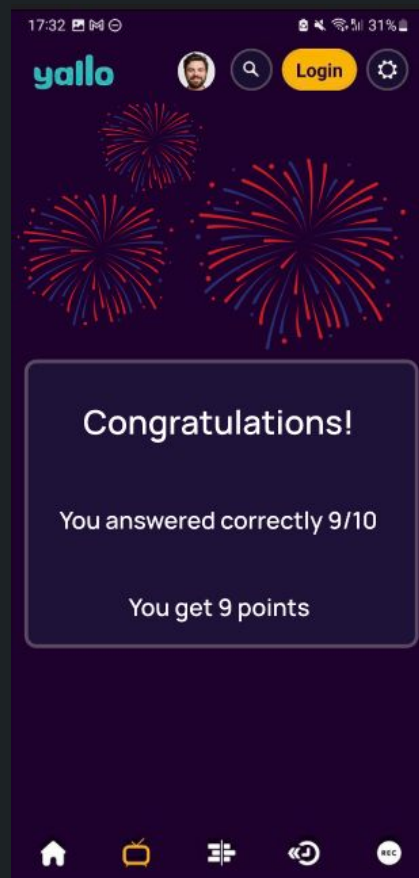 17:32 31%
yallo
Login
Congratulations!
You answered correctly 9/10
You get 9 points
REC